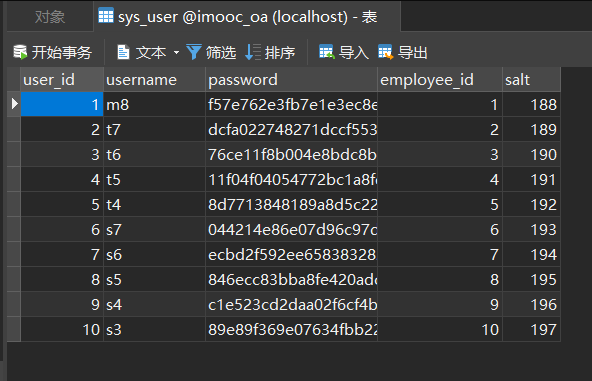 对象 sys_user @imooc_oa (localhost) - 表
开始事务 文本 筛选 排序 导入 导出
user_id username password employee_id salt
1 m8 f57e762e3fb7e1e3ec8e 1 188
2 t7 dcfa022748271dccf553 2 189
3 t6 76ce11f8b004e8bdc8b 3 190
4 t5 11f04f04054772bc1a8f 4 191
5 t4 8d7713848189a8d5c22 5 192
6 s7 044214e86e07d96c97c 6 193
7 s6 ecbd2f592ee65838328 7 194
8 s5 846ecc83bba8fe420ad 8 195
9 s4 c1e523cd2daa02f6cf4b 9 196
10 s3 89e89f369e07634fbb22 10 197